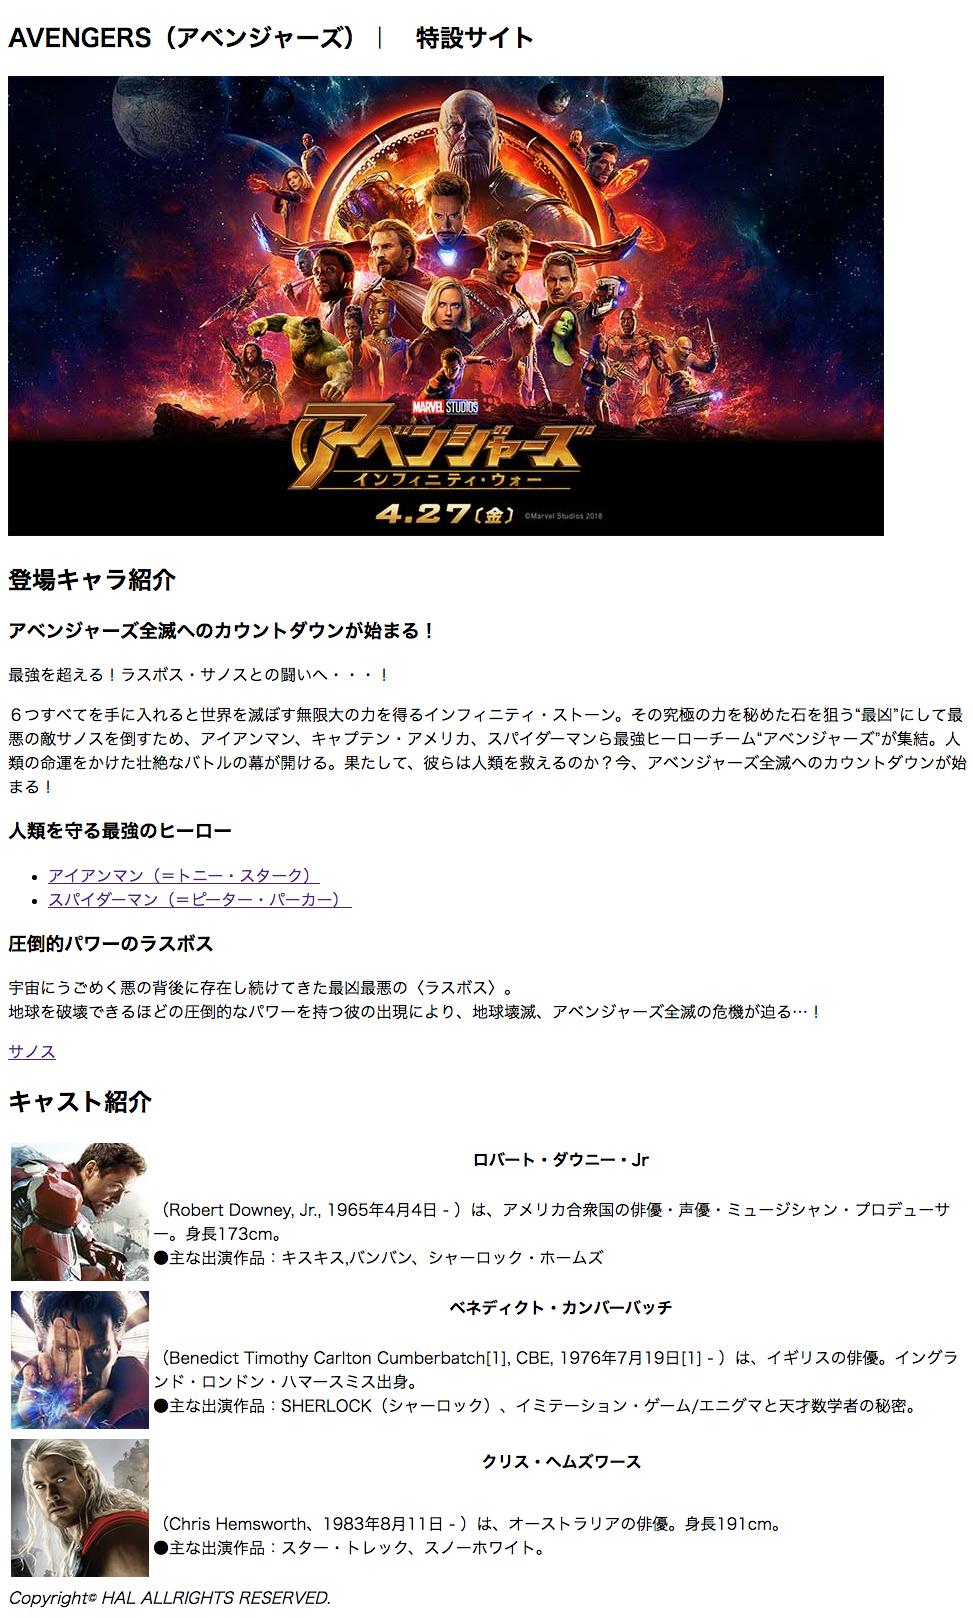 AVENGERS（アベンジャーズ）｜　特設サイト
MARVEL STUDIOS
アベンジャーズ
インフィニティ・ウォー
4.27〔金〕 ©Marvel Studios 2018
登場キャラ紹介
アベンジャーズ全滅へのカウントダウンが始まる！
最強を超える！ラスボス・サノスとの闘いへ・・・！
６つすべてを手に入れると世界を滅ぼす無限大の力を得るインフィニティ・ストーン。その究極の力を秘めた石を狙う“最凶”にして最
悪の敵サノスを倒すため、アイアンマン、キャプテン・アメリカ、スパイダーマンら最強ヒーローチーム“アベンジャーズ”が集結。人
類の命運をかけた壮絶なバトルの幕が開ける。果たして、彼らは人類を救えるのか？今、アベンジャーズ全滅へのカウントダウンが始
まる！
人類を守る最強のヒーロー
• アイアンマン（＝トニー・スターク）
• スパイダーマン（＝ピーター・パーカー）
圧倒的パワーのラスボス
宇宙にうごめく悪の背後に存在し続けてきた最凶最悪の〈ラスボス〉。
地球を破壊できるほどの圧倒的なパワーを持つ彼の出現により、地球壊滅、アベンジャーズ全滅の危機が迫る…！
サノス
キャスト紹介
ロバート・ダウニー・Jr
（Robert Downey, Jr., 1965年4月4日 - ）は、アメリカ合衆国の俳優・声優・ミュージシャン・プロデューサ
ー。身長173cm。
●主な出演作品：キスキス,バンバン、シャーロック・ホームズ
ベネディクト・カンバーバッチ
（Benedict Timothy Carlton Cumberbatch[1], CBE, 1976年7月19日[1] - ）は、イギリスの俳優。イングラ
ンド・ロンドン・ハマースミス出身。
●主な出演作品：SHERLOCK（シャーロック）、イミテーション・ゲーム/エニグマと天才数学者の秘密。
クリス・ヘムズワース
（Chris Hemsworth、1983年8月11日 - ）は、オーストラリアの俳優。身長191cm。
●主な出演作品：スター・トレック、スノーホワイト。
Copyright© HAL ALLRIGHTS RESERVED.